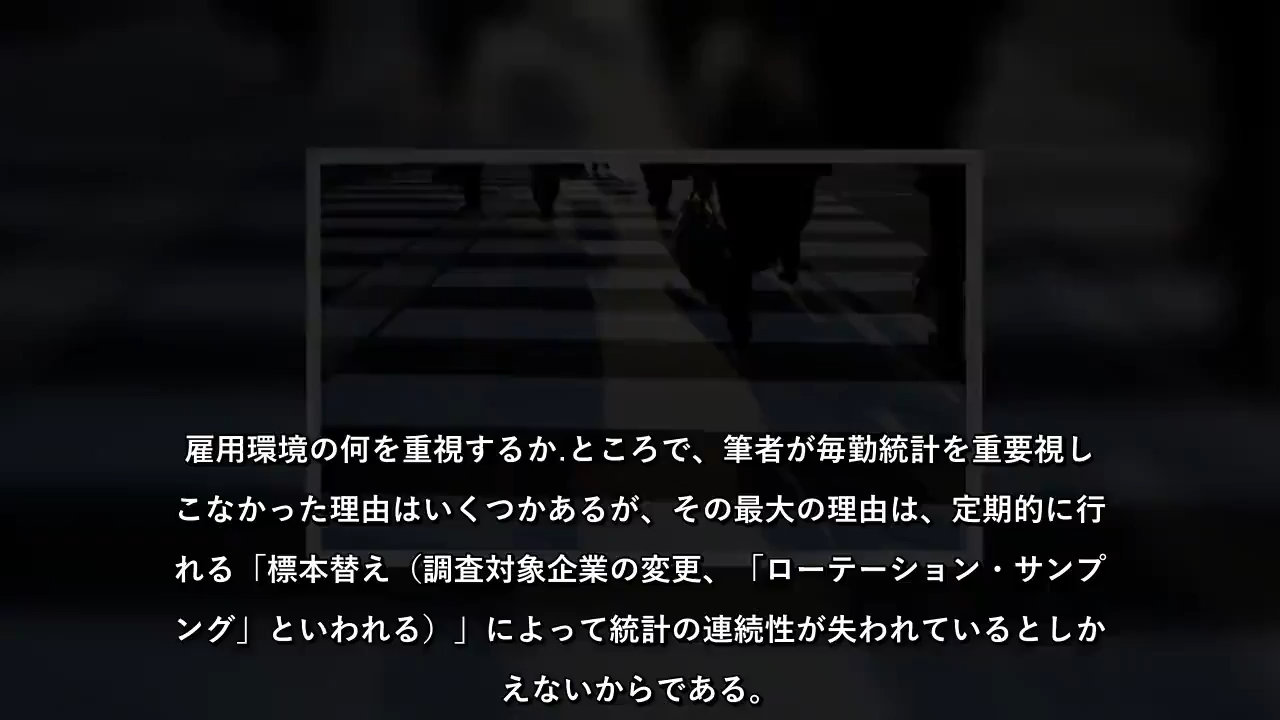 雇用環境の何を重視するか.ところで、筆者が毎勤統計を重要視し
こなかった理由はいくつかあるが、その最大の理由は、定期的に行
れる「標本替え（調査対象企業の変更、「ローテーション・サンプ
ング」といわれる）」によって統計の連続性が失われているとしか
えないからである。